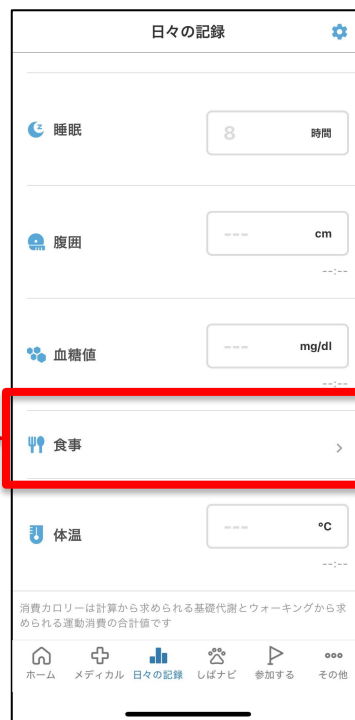 日々の記録
睡眠
8 時間
腹囲
--- cm
--:--
血糖値
--- mg/dl
--:--
食事
体温
--- °C
--:--
消費カロリーは計算から求められる基礎代謝とウォーキングから求
められる運動消費の合計値です
ホーム メディカル 日々の記録 しばナビ 参加する その他